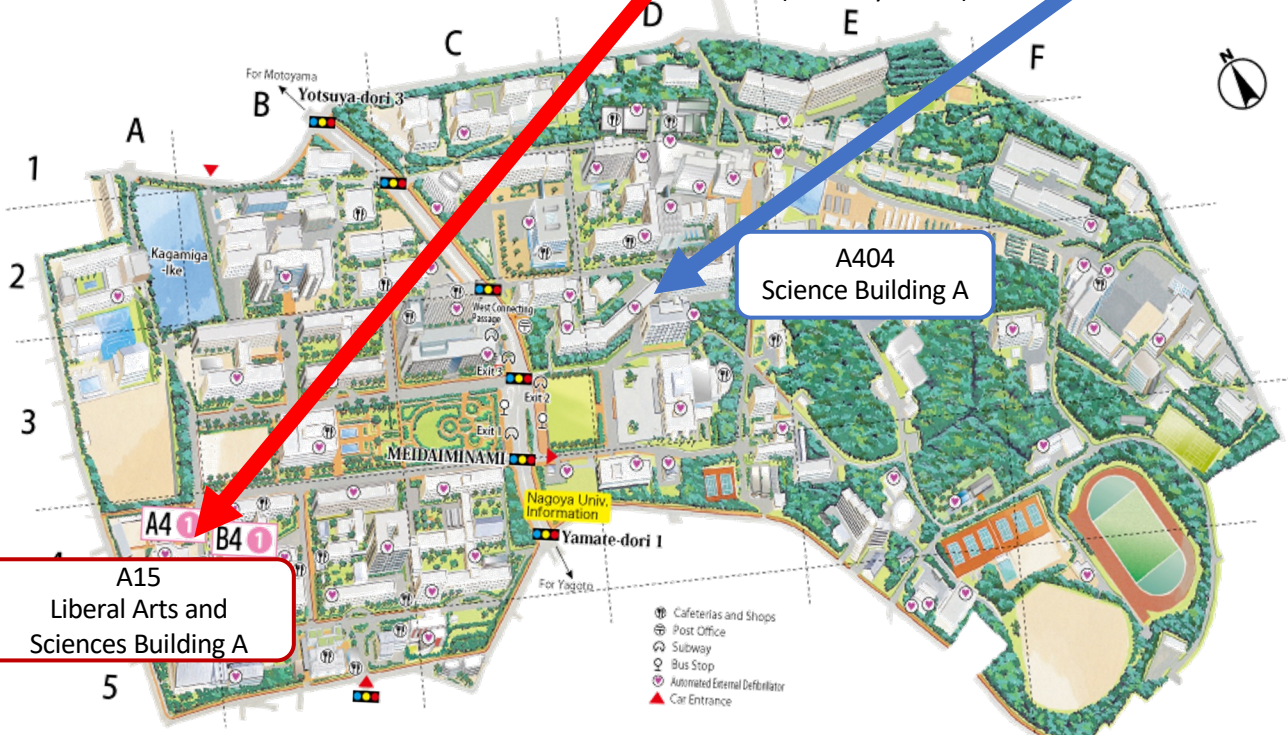 D
E
C
F
N
For Motoyama
B
Yotsuya-dori 3
A
1
Kagamiga
-Ike
A404
Science Building A
2
West Connecting
Passage
Exit 3
Exit 2
3
Exit 1
MEIDAIMINAMI
Nagoya Univ.
Information
A4 1
B4 1
Yamate-dori 1
For Yagoto
A15
Liberal Arts and
Sciences Building A
Cafeterias and Shops
Post Office
Subway
Bus Stop
Automated External Defibrillator
Car Entrance
5